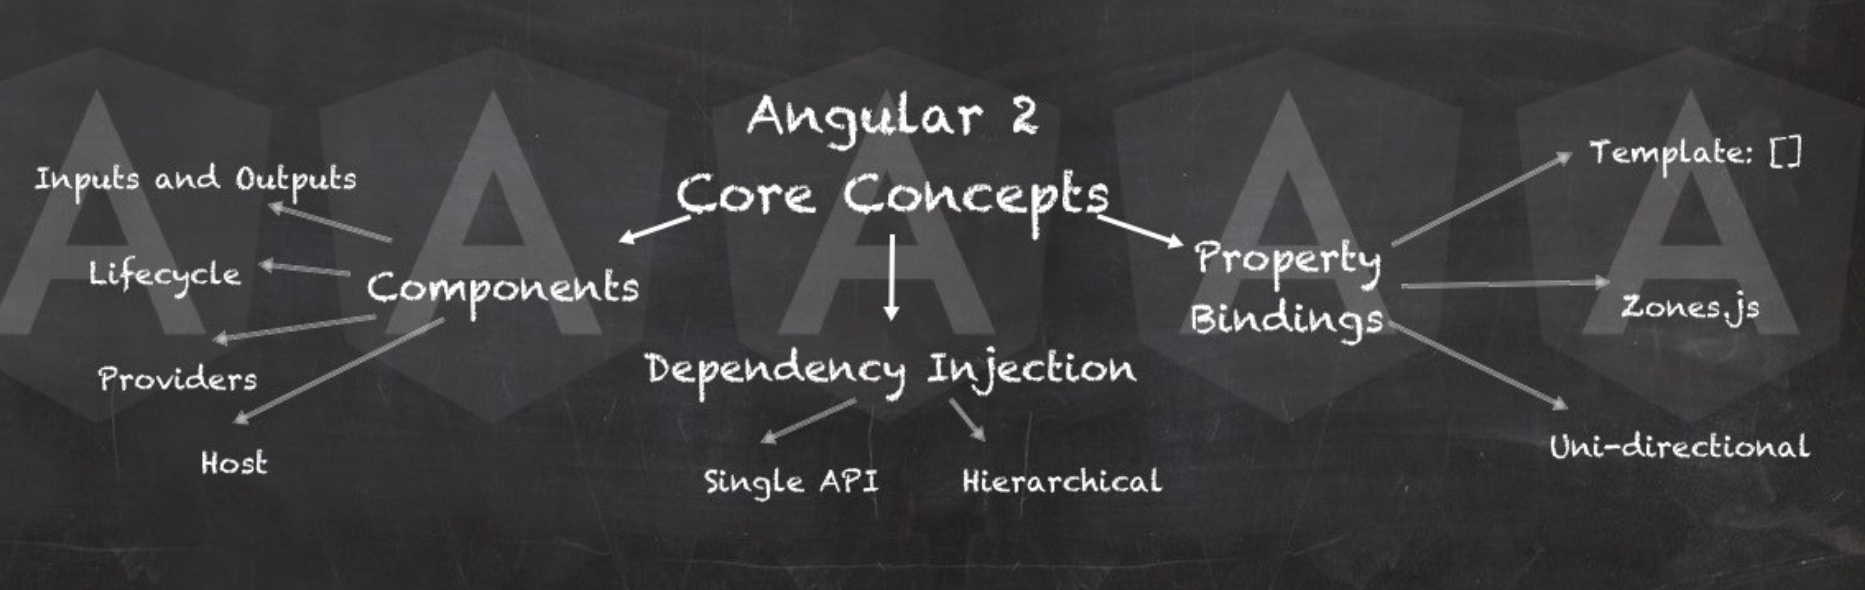 Angular 2
Core Concepts
Components
Inputs and Outputs
Lifecycle
Providers
Host
Dependency Injection
Single API
Hierarchical
Property
Bindings
Template: []
Zones.js
Uni-directional